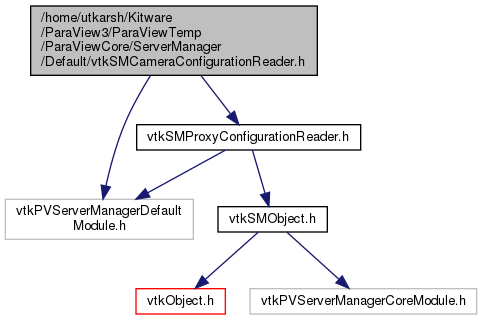 /home/utkarsh/Kitware
/ParaView3/ParaViewTemp
/ParaViewCore/ServerManager
/Default/vtkSMCameraConfigurationReader.h
vtkSMProxyConfigurationReader.h
vtkPVServerManagerDefault
Module.h
vtkSMObject.h
vtkObject.h
vtkPVServerManagerCoreModule.h